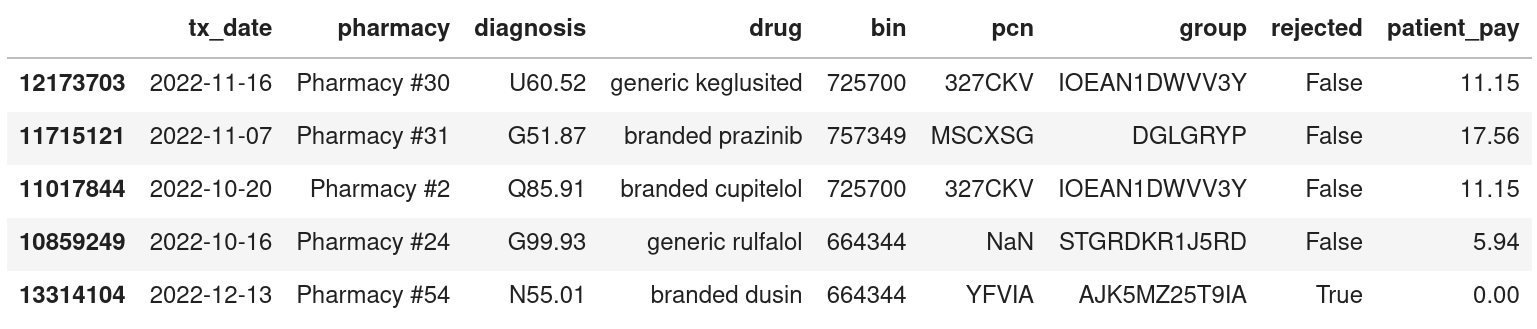 tx_date pharmacy diagnosis drug bin pcn group rejected patient_pay
12173703 2022-11-16 Pharmacy #30 U60.52 generic keglusited 725700 327CKV IOEAN1DWVV3Y False 11.15
11715121 2022-11-07 Pharmacy #31 G51.87 branded prazinib 757349 MSCXSG DGLGRYP False 17.56
11017844 2022-10-20 Pharmacy #2 Q85.91 branded cupitelol 725700 327CKV IOEAN1DWVV3Y False 11.15
10859249 2022-10-16 Pharmacy #24 G99.93 generic rulfalol 664344 NaN STGRDKR1J5RD False 5.94
13314104 2022-12-13 Pharmacy #54 N55.01 branded dusin 664344 YFVIA AJK5MZ25T9IA True 0.00